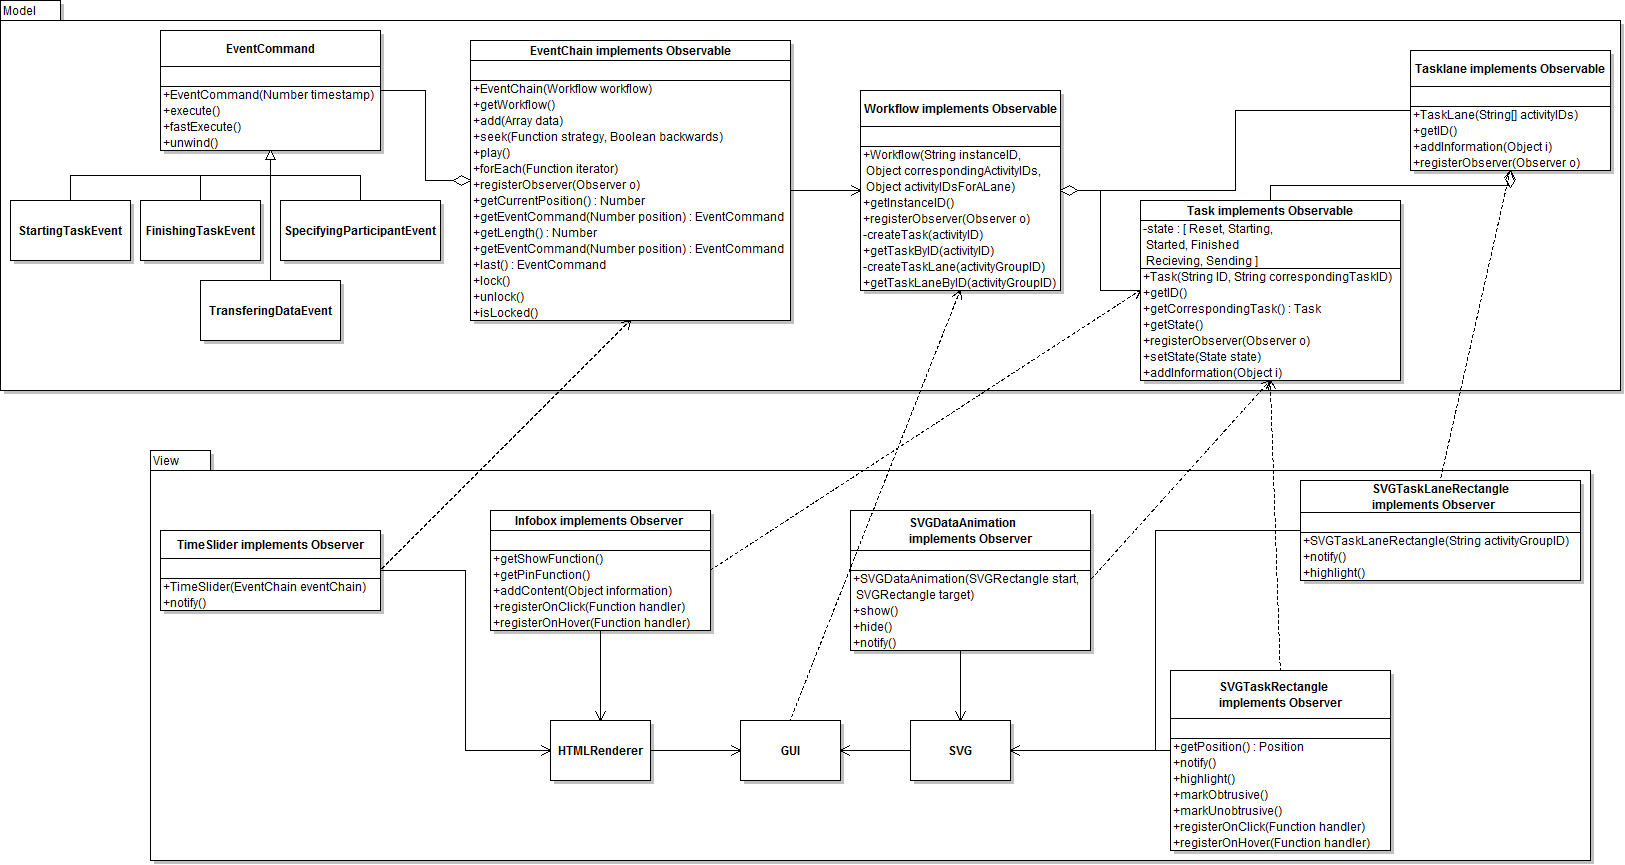 Model
EventCommand
+EventCommand(Number timestamp)
+execute()
+fastExecute()
+unwind()
StartingTaskEvent
FinishingTaskEvent
SpecifyingParticipantEvent
TransferingDataEvent
EventChain implements Observable
+EventChain(Workflow workflow)
+getWorkflow()
+add(Array data)
+seek(Function strategy, Boolean backwards)
+play()
+forEach(Function iterator)
+registerObserver(Observer o)
+getCurrentPosition() : Number
+getEventCommand(Number position) : EventCommand
+getLength() : Number
+getEventCommand(Number position) : EventCommand
+last() : EventCommand
+lock()
+unlock()
+isLocked()
Workflow implements Observable
+Workflow(String instanceID,
Object correspondingActivityIDs,
Object activityIDsForALane)
+getInstanceID()
+registerObserver(Observer o)
-createTask(activityID)
+getTaskByID(activityID)
-createTaskLane(activityGroupID)
+getTaskLaneByID(activityGroupID)
Tasklane implements Observable
+TaskLane(String[] activityIDs)
+getID()
+addInformation(Object i)
+registerObserver(Observer o)
Task implements Observable
-state : [ Reset, Starting,
Started, Finished
Recieving, Sending ]
+Task(String ID, String correspondingTaskID)
+getID()
+getCorrespondingTask() : Task
+getState()
+registerObserver(Observer o)
+setState(State state)
+addInformation(Object i)
View
TimeSlider implements Observer
+TimeSlider(EventChain eventChain)
+notify()
Infobox implements Observer
+getShowFunction()
+getPinFunction()
+addContent(Object information)
+registerOnClick(Function handler)
+registerOnHover(Function handler)
SVGDataAnimation
implements Observer
+SVGDataAnimation(SVGRectangle start,
SVGRectangle target)
+show()
+hide()
+notify()
SVGTaskLaneRectangle
implements Observer
+SVGTaskLaneRectangle(String activityGroupID)
+notify()
+highlight()
SVGTaskRectangle
implements Observer
+getPosition() : Position
+notify()
+highlight()
+markObtrusive()
+markUnobtrusive()
+registerOnClick(Function handler)
+registerOnHover(Function handler)
HTMLRenderer
GUI
SVG